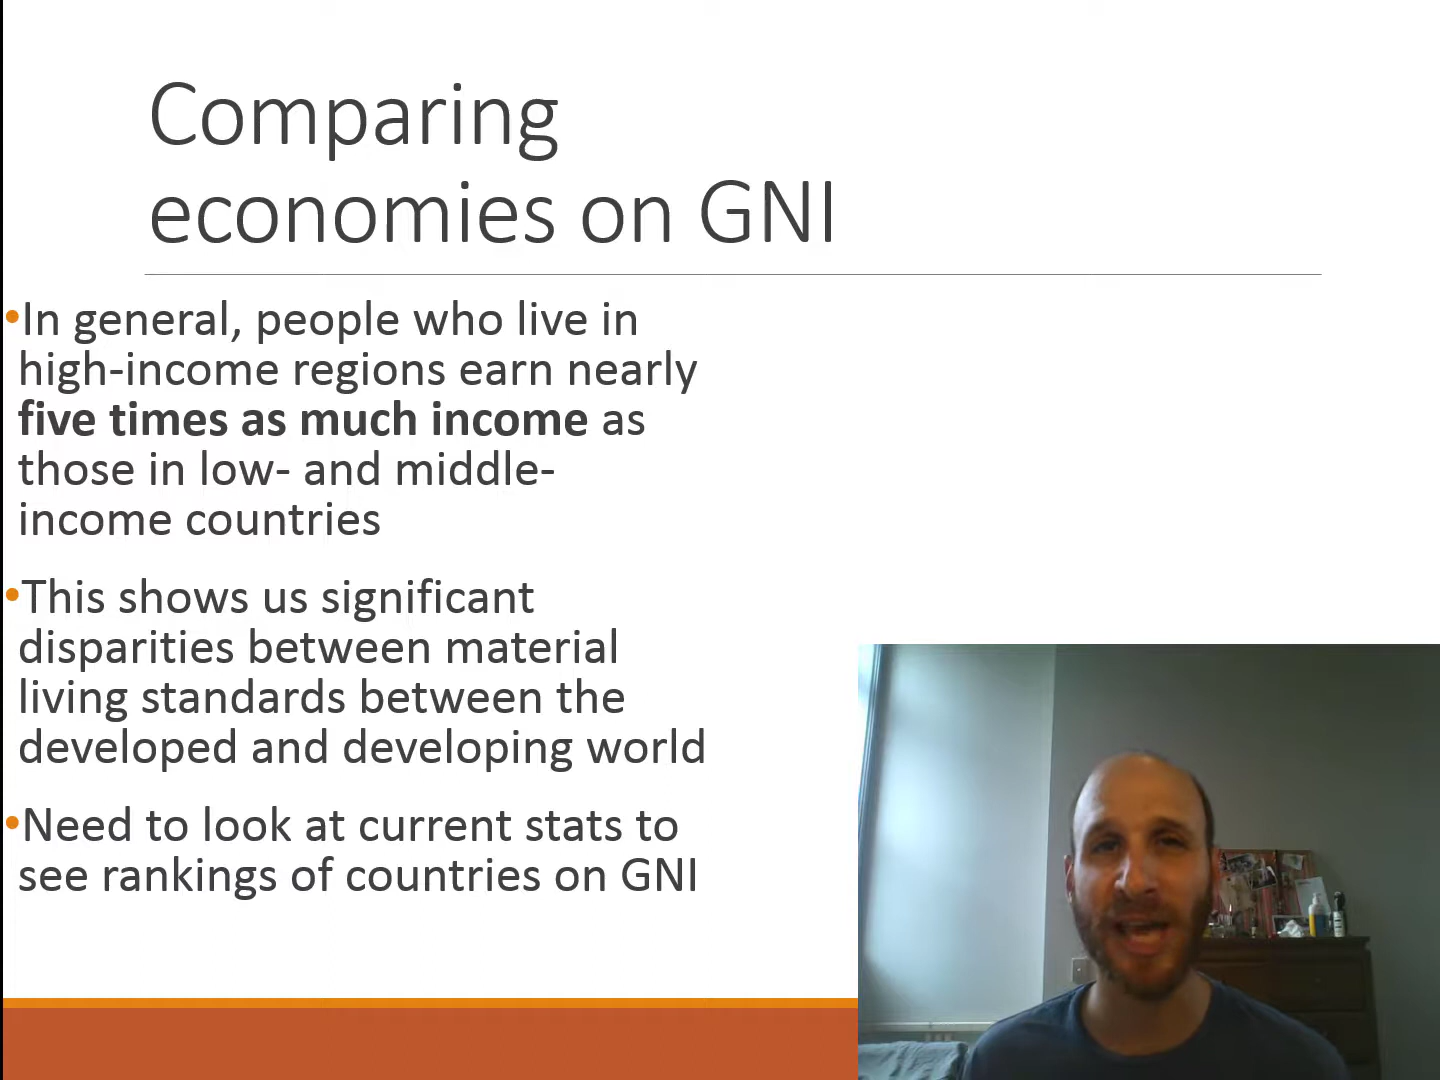 Comparing
economies on GNI
•In general, people who live in
high-income regions earn nearly
five times as much income as
those in low- and middle-
income countries
•This shows us significant
disparities between material
living standards between the
developed and developing world
•Need to look at current stats to
see rankings of countries on GNI